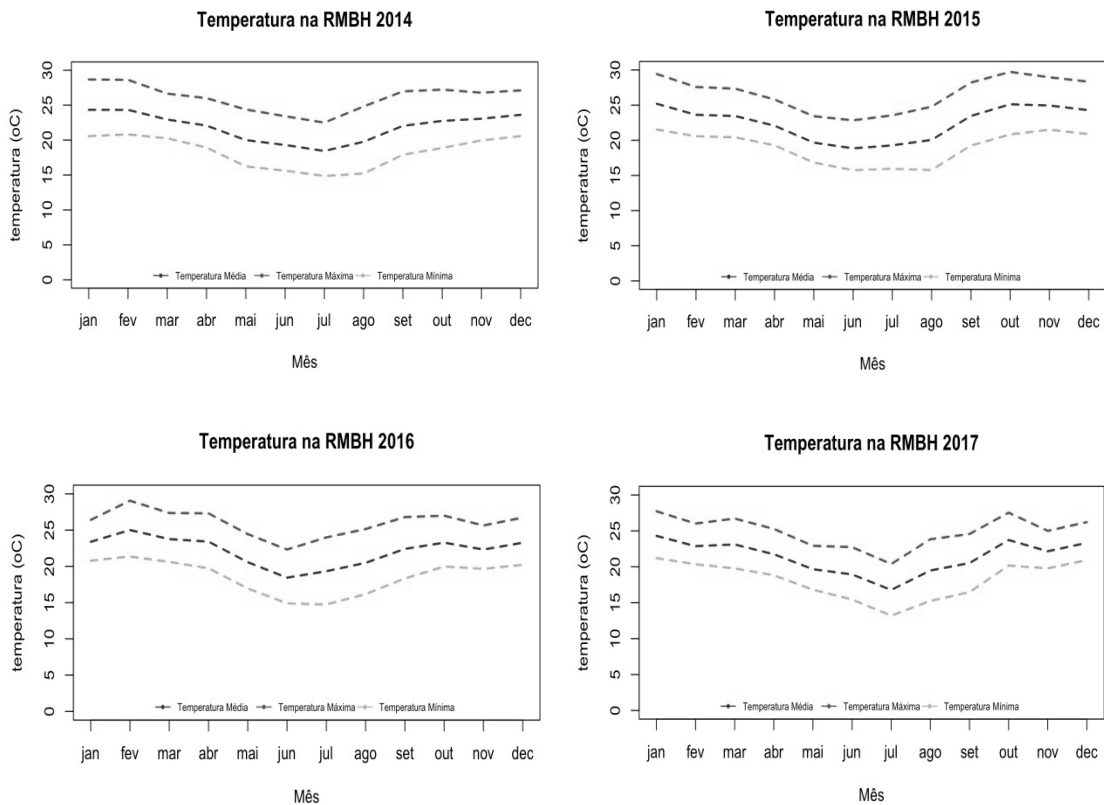 Temperatura na RMBH 2014
temperatura (oC)
30
25
20
15
10
5
0
Temperatura Média Temperatura Máxima Temperatura Mínima
jan fev mar abr mai jun jul ago set out nov dec
Mês
Temperatura na RMBH 2015
temperatura (oC)
30
25
20
15
10
5
0
Temperatura Média Temperatura Máxima Temperatura Mínima
jan fev mar abr mai jun jul ago set out nov dec
Mês
Temperatura na RMBH 2016
temperatura (oC)
30
25
20
15
10
5
0
Temperatura Média Temperatura Máxima Temperatura Mínima
jan fev mar abr mai jun jul ago set out nov dec
Mês
Temperatura na RMBH 2017
temperatura (oC)
30
25
20
15
10
5
0
Temperatura Média Temperatura Máxima Temperatura Mínima
jan fev mar abr mai jun jul ago set out nov dec
Mês